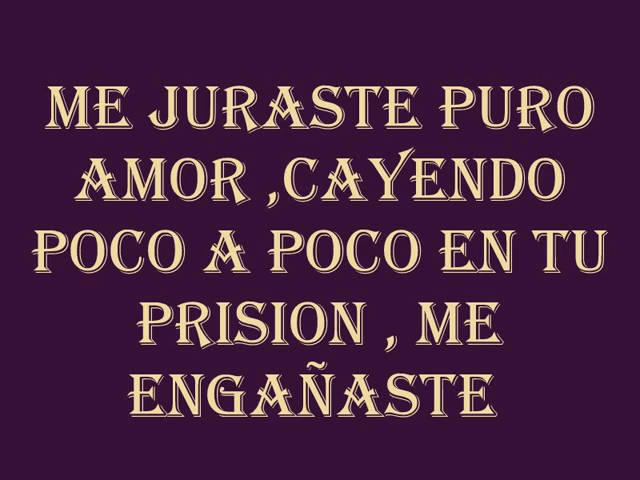 ME JURASTE PURO
AMOR ,CAYENDO
POCO A POCO EN TU
PRISION , ME
ENGAÑASTE